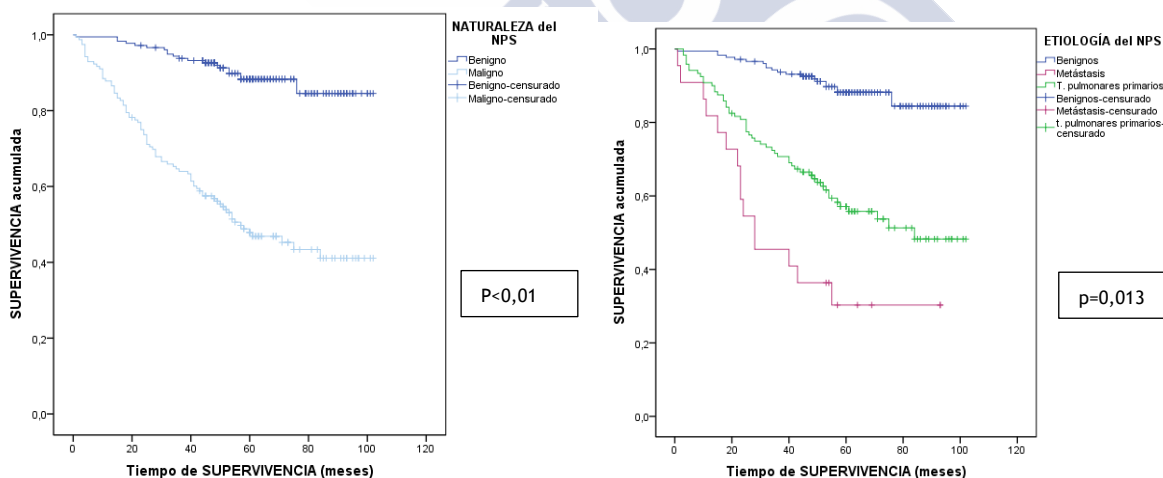 NATURALEZA del
NPS
Benigno
Maligno
Benigno-censurado
Maligno-censurado
SUPERVIVENCIA acumulada
1,0
0,8
0,6
0,4
0,2
0,0
0 20 40 60 80 100 120
Tiempo de SUPERVIVENCIA (meses)
P<0,01
ETIOLOGÍA del NPS
Benignos
Metástasis
T. pulmonares primarios
Benignos-censurado
Metástasis-censurado
t. pulmonares primarios-
censurado
SUPERVIVENCIA acumulada
1,0
0,8
0,6
0,4
0,2
0,0
0 20 40 60 80 100 120
Tiempo de SUPERVIVENCIA (meses)
p=0,013